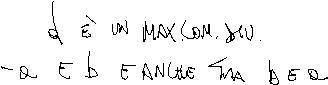 d È UN MAX. COM. DIV.
-a E b E ANCHE TRA b E a